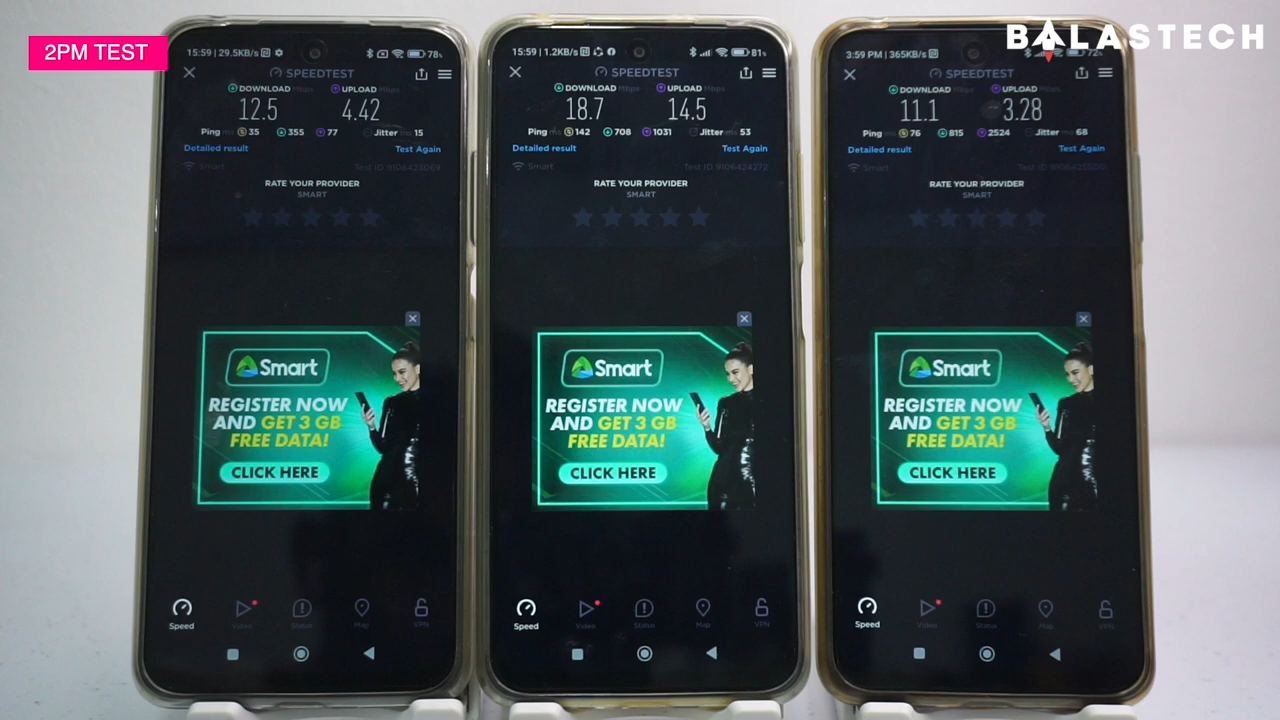 2PM TEST
BALASTECH
15:59 | 29.5KB/s
78%
SPEEDTEST
DOWNLOAD Mbps
UPLOAD Mbps
12.5
4.42
Ping ms 35 355 77 Jitter ms 15
Detailed result
Test Again
Smart
RATE YOUR PROVIDER
SMART
Smart
REGISTER NOW
AND GET 3 GB
FREE DATA!
CLICK HERE
Speed
Video
Status
Map
VPN
15:59 | 1.2KB/s
81%
SPEEDTEST
DOWNLOAD Mbps
UPLOAD Mbps
18.7
14.5
Ping ms 142 708 1031 Jitter ms 53
Detailed result
Test Again
Smart
Test ID 9106424272
RATE YOUR PROVIDER
SMART
Smart
REGISTER NOW
AND GET 3 GB
FREE DATA!
CLICK HERE
Speed
Video
Status
Map
VPN
3:59 PM | 365KB/s
72%
SPEEDTEST
DOWNLOAD Mbps
UPLOAD Mbps
11.1
3.28
Ping ms 76 815 2524 Jitter ms 68
Detailed result
Test Again
Smart
RATE YOUR PROVIDER
SMART
Smart
REGISTER NOW
AND GET 3 GB
FREE DATA!
CLICK HERE
Speed
Video
Status
Map
VPN